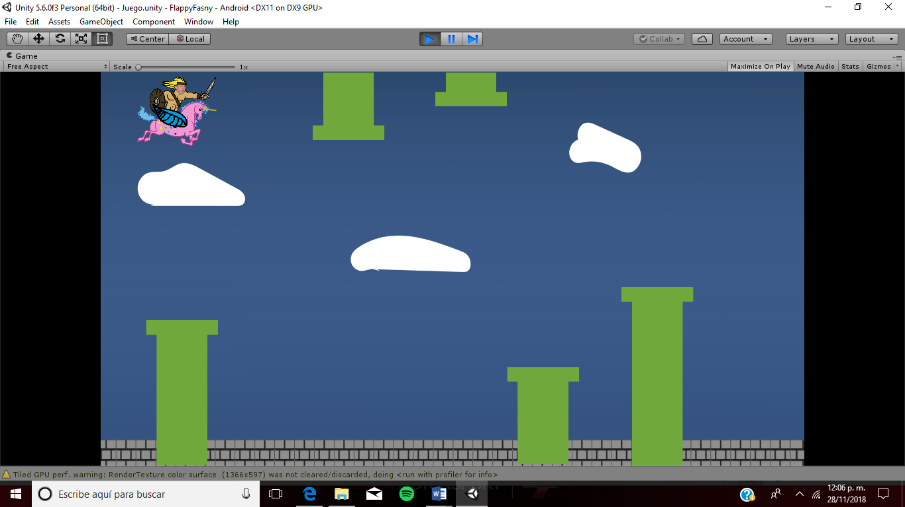 Unity 5.6.0f3 Personal (64bit) - Juego.unity - FlappyFasny - Android <DX11 on DX9 GPU>
File Edit Assets GameObject Component Window Help
Center Local Collab Account Layers Layout
Game
Free Aspect Scale 1x Maximize On Play Mute Audio Stats Gizmos
Tiled GPU perf. warning: RenderTexture color surface (1366x597) was not cleared/discarded, doing <run with profiler for info>
Escribe aquí para buscar
12:06 p. m.
28/11/2018